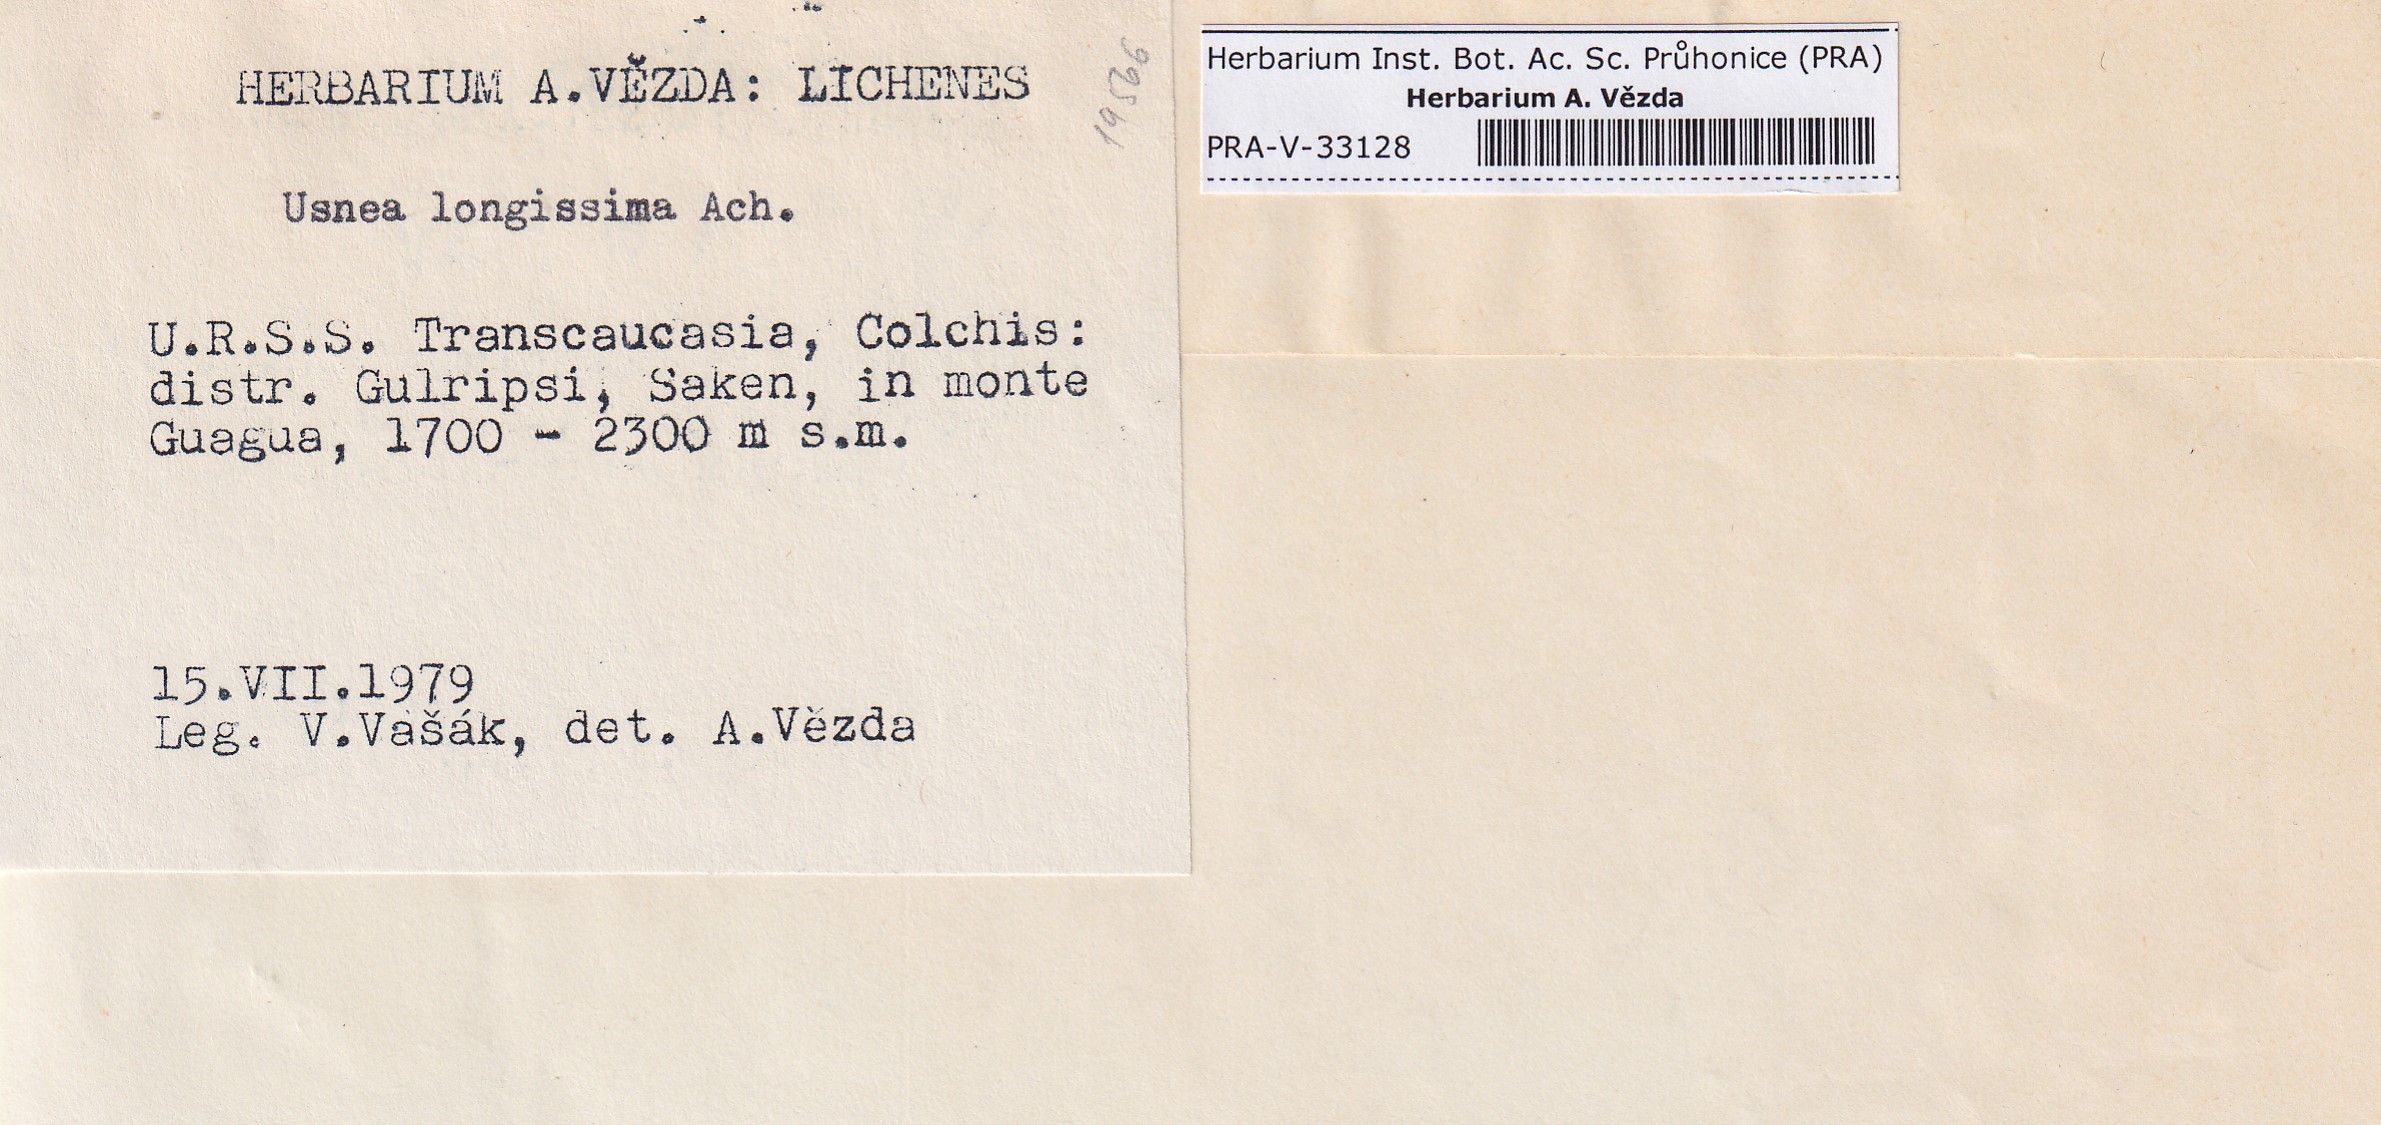 HERBARIUM A.VĚZDA: LICHENES
19566
Usnea longissima Ach.
U.R.S.S. Transcaucasia, Colchis:
distr. Gulripsi, Saken, in monte
Guagua, 1700 - 2300 m s.m.
15.VII.1979
Leg. V.Vašák, det. A.Vězda
Herbarium Inst. Bot. Ac. Sc. Průhonice (PRA)
Herbarium A. Vězda
PRA-V-33128